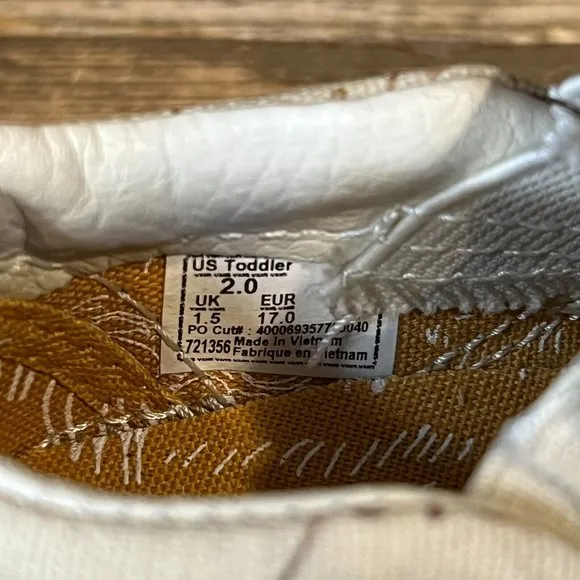 US Toddler
2.0
UK EUR
1.5 17.0
PO Cut# :
721356 Made in Vietnam
Fabrique en Vietnam